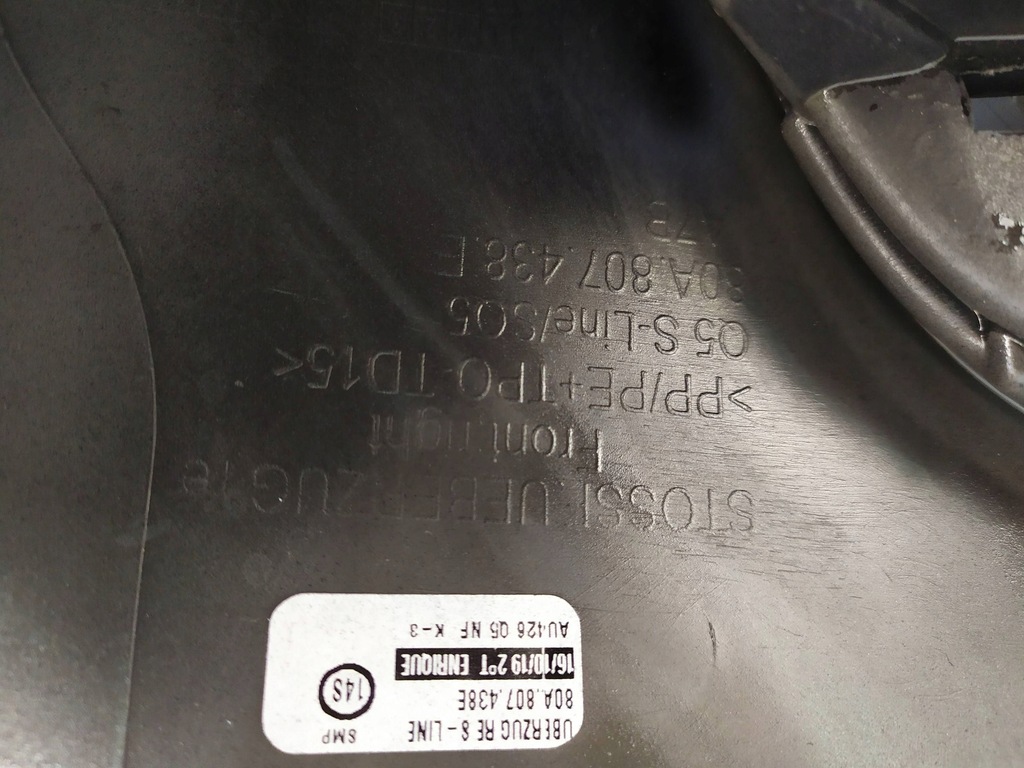 STOSSF.UEBERZUG re
Front right
>PP/PE+TPO-TD15<
Q5 S-Line/SQ5
80A.807.438.E
UBERZUG RE S-LINE
SMP
80A.807.438E
14S
16/10/19 2ºT ENRIQUE
AU426 Q5 NF K-3